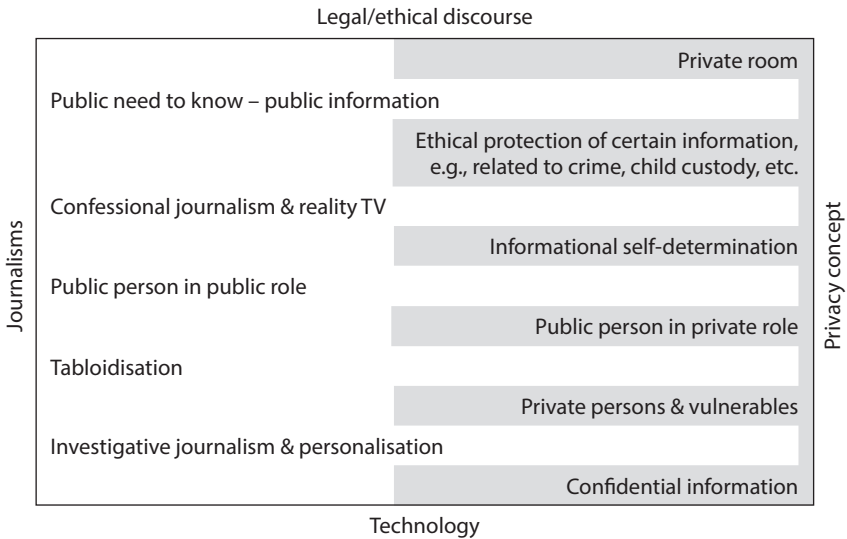 Legal/ethical discourse
Private room
Public need to know – public information
Ethical protection of certain information,
e.g., related to crime, child custody, etc.
Confessional journalism & reality TV
Informational self-determination
Public person in public role
Public person in private role
Tabloidisation
Private persons & vulnerables
Investigative journalism & personalisation
Confidential information
Journalisms
Privacy concept
Technology